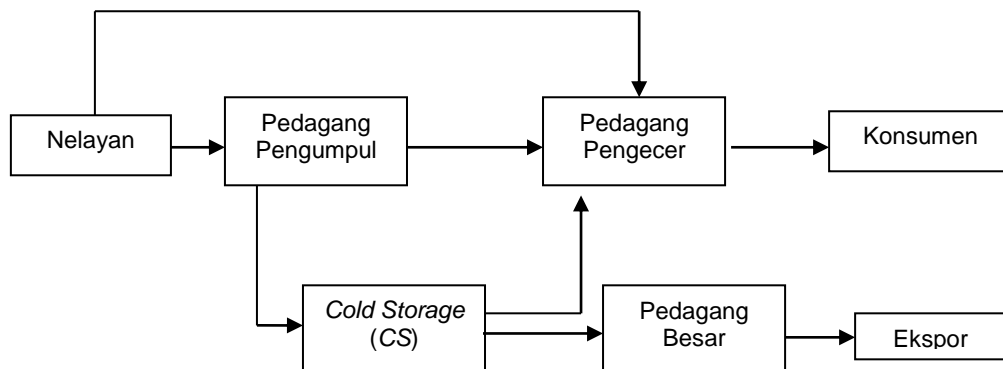 Nelayan
Pedagang
Pengumpul
Pedagang
Pengecer
Konsumen
Cold Storage
(CS)
Pedagang
Besar
Ekspor